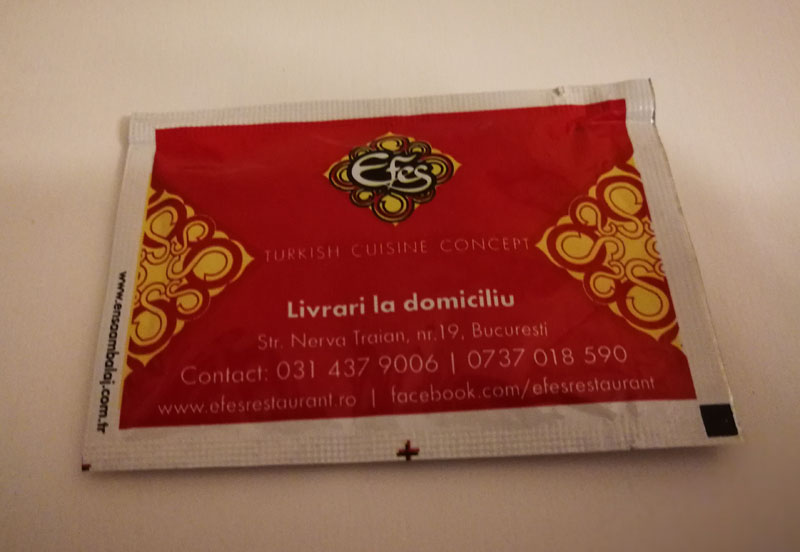 Efes
TURKISH CUISINE CONCEPT
Livrari la domiciliu
Str. Nerva Traian, nr.19, Bucuresti
Contact: 031 437 9006 | 0737 018 590
www.efesrestaurant.ro | facebook.com/efesrestaurant
www.ensaambalaj.com.tr